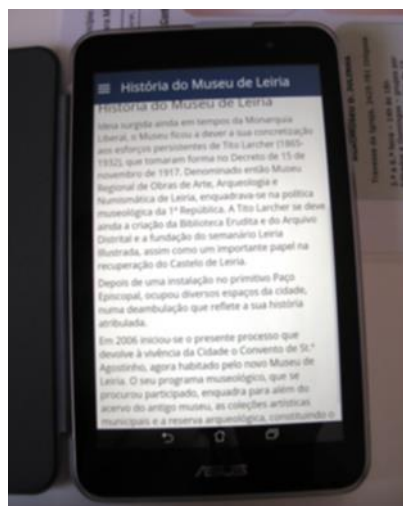 História do Museu de Leiria
História do Museu de Leiria
Ideia surgida ainda em tempos da Monarquia
Liberal, o Museu ficou a dever a sua concretização
aos esforços persistentes de Tito Larcher (1865-
1932), que tomaram forma no Decreto de 15 de
novembro de 1917. Denominado então Museu
Regional de Obras de Arte, Arqueologia e
Numismática de Leiria, enquadrava-se na política
museológica da 1ª República. A Tito Larcher se deve
ainda a criação da Biblioteca Erudita e do Arquivo
Distrital e a fundação do semanário Leiria
Illustrada, assim como um importante papel na
recuperação do Castelo de Leiria.
Depois de uma instalação no primitivo Paço
Episcopal, ocupou diversos espaços da cidade,
numa deambulação que reflete a sua história
atribulada.
Em 2006 iniciou-se o presente processo que
devolve à vivência da Cidade o Convento de St.º
Agostinho, agora habitado pelo novo Museu de
Leiria. O seu programa museológico, que se
procurou participado, enquadra para além do
acervo do antigo museu, as coleções artísticas
municipais e a reserva arqueológica, constituindo o
ASUS